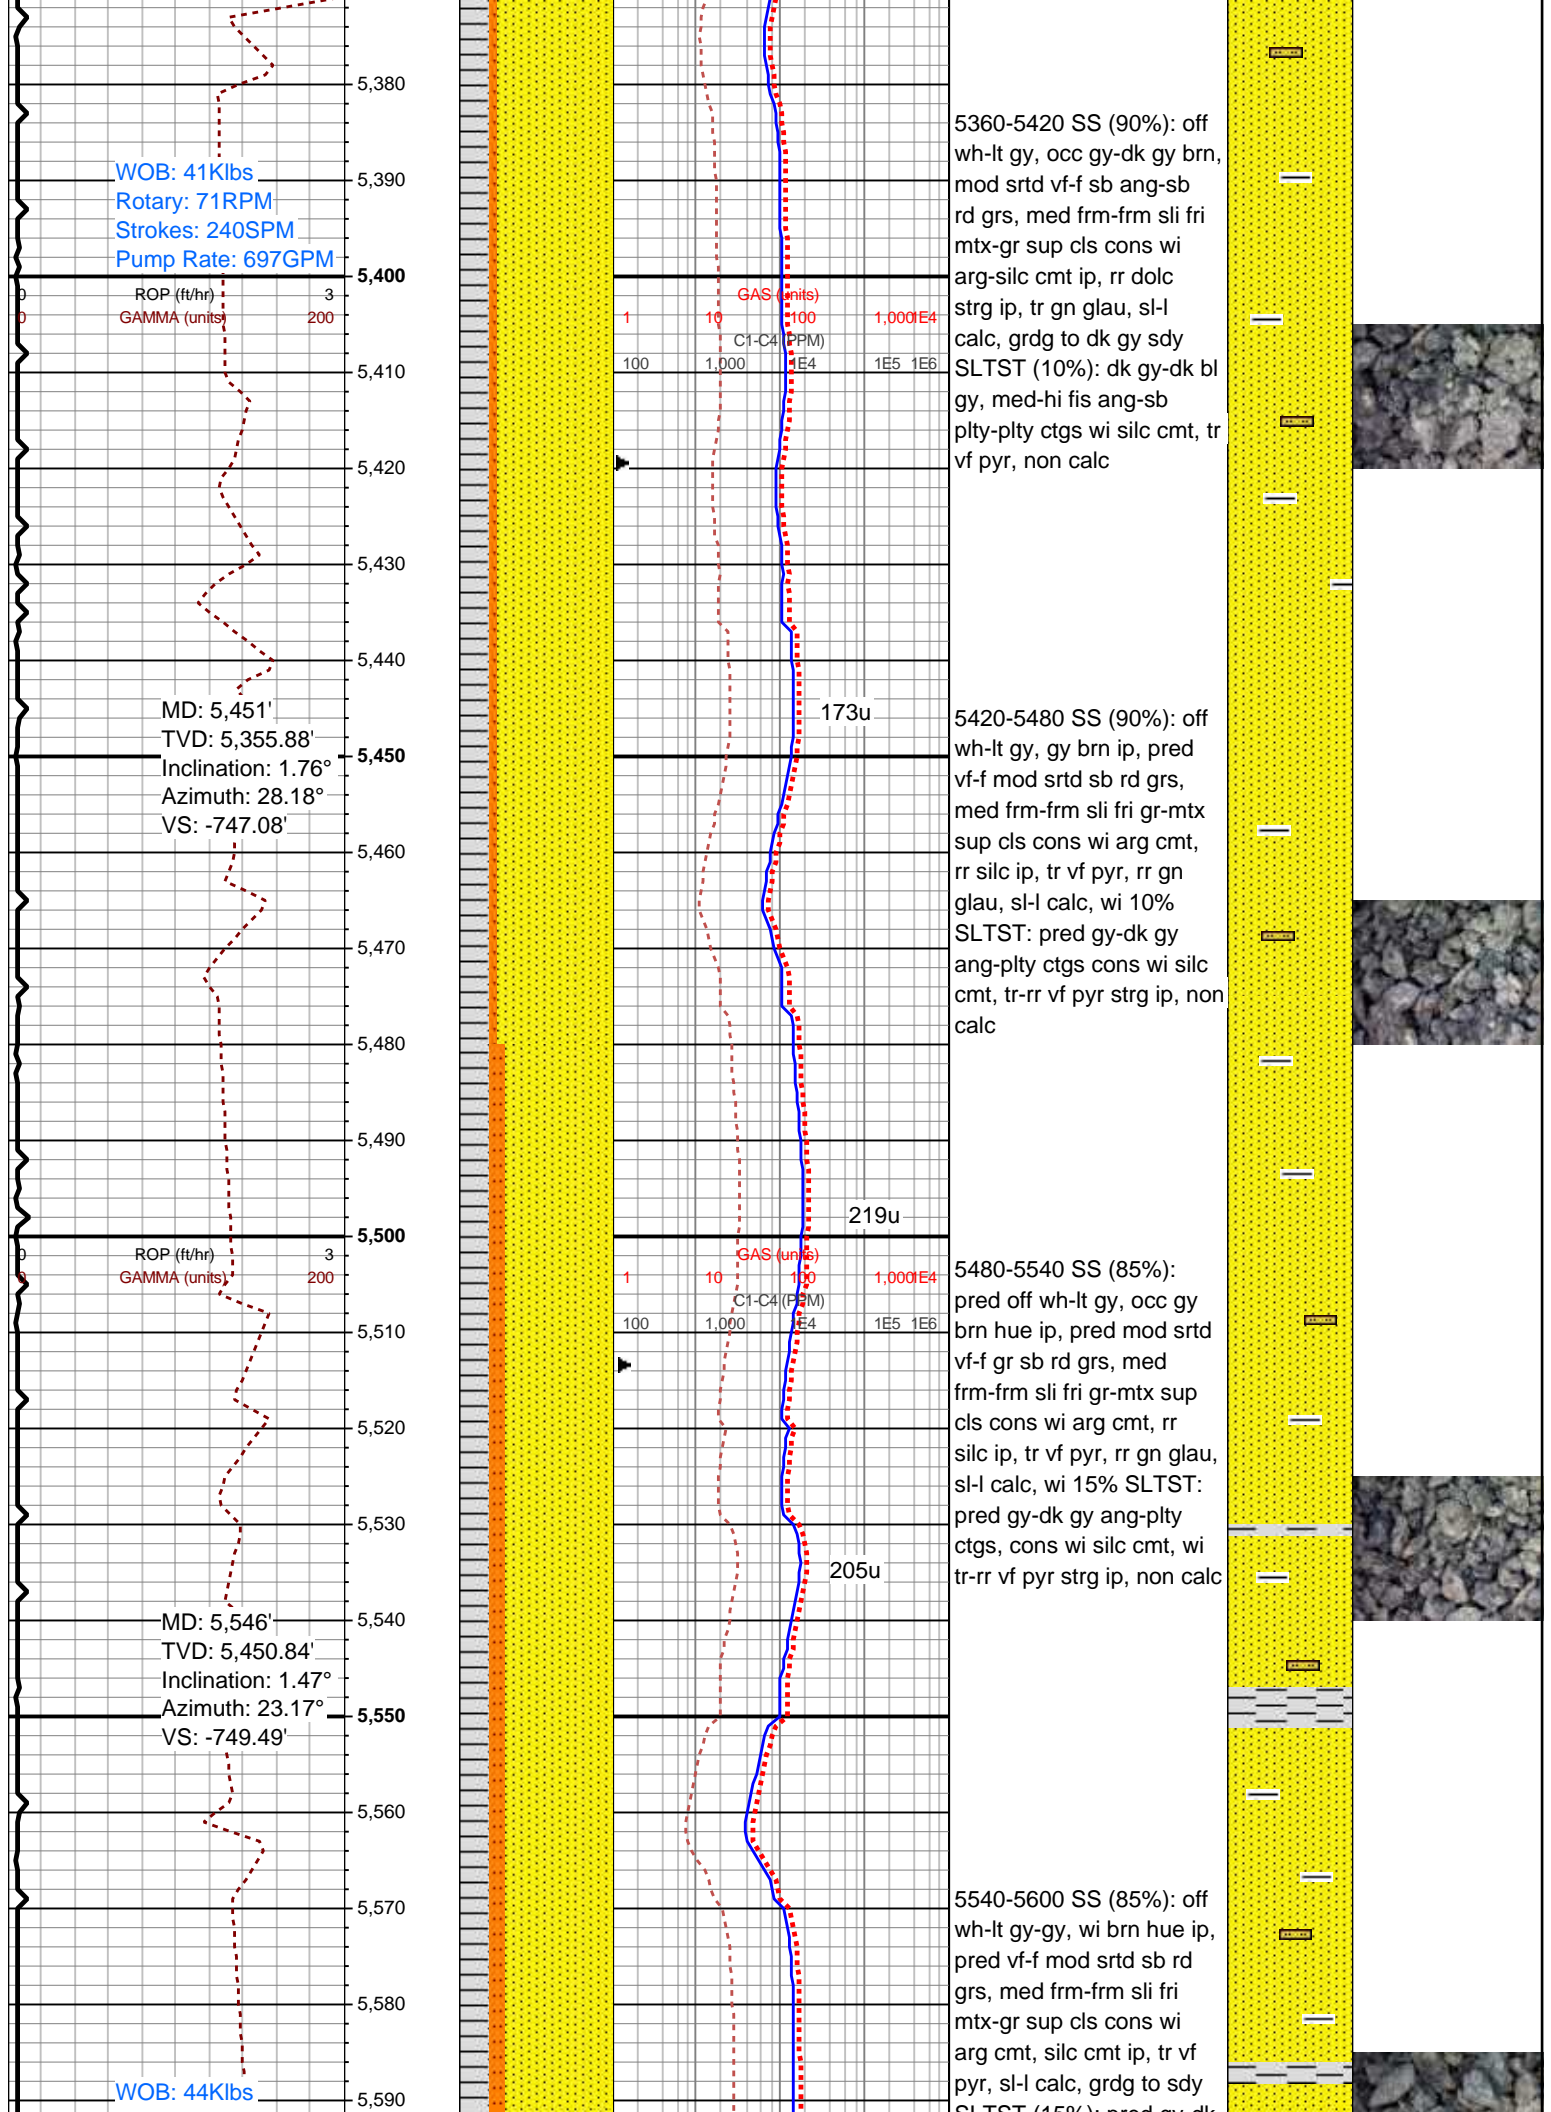 5,380
5360-5420 SS (90%): off
wh-lt gy, occ gy-dk gy brn,
mod srtd vf-f sb ang-sb
rd grs, med frm-frm sli fri
mtx-gr sup cls cons wi
arg-silc cmt ip, rr dolc
strg ip, tr gn glau, sl-l
calc, grdg to dk gy sdy
SLTST (10%): dk gy-dk bl
gy, med-hi fis ang-sb
plty-plty ctgs wi silc cmt, tr
vf pyr, non calc
WOB: 41Klbs
Rotary: 71RPM
Strokes: 240SPM
Pump Rate: 697GPM
5,390
5,400
0 ROP (ft/hr) 3
0 GAMMA (units) 200
GAS (units)
1 10 100 1,000 1E4
C1-C4 (PPM)
100 1,000 1E4 1E5 1E6
5,410
5,420
5,430
5,440
MD: 5,451'
TVD: 5,355.88'
Inclination: 1.76°
Azimuth: 28.18°
VS: -747.08'
173u
5,450
5420-5480 SS (90%): off
wh-lt gy, gy brn ip, pred
vf-f mod srtd sb rd grs,
med frm-frm sli fri gr-mtx
sup cls cons wi arg cmt,
rr silc ip, tr vf pyr, rr gn
glau, sl-l calc, wi 10%
SLTST: pred gy-dk gy
ang-plty ctgs cons wi silc
cmt, tr-rr vf pyr strg ip, non
calc
5,460
5,470
5,480
5,490
219u
5,500
0 ROP (ft/hr) 3
0 GAMMA (units) 200
GAS (units)
1 10 100 1,000 1E4
C1-C4 (PPM)
100 1,000 1E4 1E5 1E6
5480-5540 SS (85%):
pred off wh-lt gy, occ gy
brn hue ip, pred mod srtd
vf-f gr sb rd grs, med
frm-frm sli fri gr-mtx sup
cls cons wi arg cmt, rr
silc ip, tr vf pyr, rr gn glau,
sl-l calc, wi 15% SLTST:
pred gy-dk gy ang-plty
ctgs, cons wi silc cmt, wi
tr-rr vf pyr strg ip, non calc
5,510
5,520
5,530
205u
5,540
MD: 5,546'
TVD: 5,450.84'
Inclination: 1.47°
Azimuth: 23.17°
VS: -749.49'
5,550
5,560
5,570
5540-5600 SS (85%): off
wh-lt gy-gy, wi brn hue ip,
pred vf-f mod srtd sb rd
grs, med frm-frm sli fri
mtx-gr sup cls cons wi
arg cmt, silc cmt ip, tr vf
pyr, sl-l calc, grdg to sdy
SLTST (15%): pred gy-dk
5,580
WOB: 44Klbs
5,590